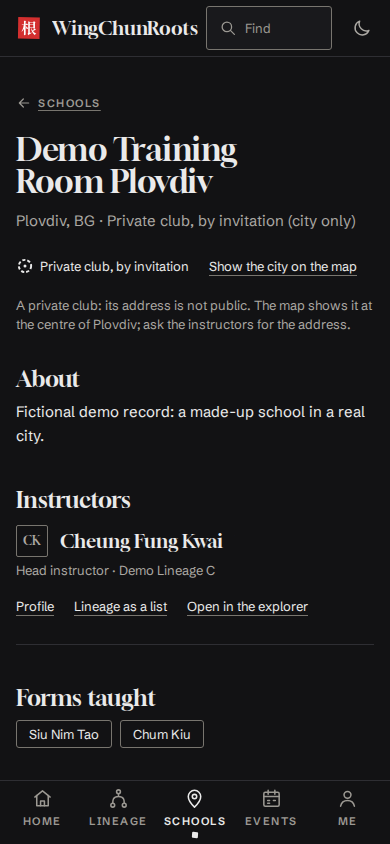 根 WingChunRoots Find
← SCHOOLS
Demo Training
Room Plovdiv
Plovdiv, BG · Private club, by invitation (city only)
Private club, by invitation Show the city on the map
A private club: its address is not public. The map shows it at
the centre of Plovdiv; ask the instructors for the address.
About
Fictional demo record: a made-up school in a real
city.
Instructors
CK Cheung Fung Kwai
Head instructor · Demo Lineage C
Profile Lineage as a list Open in the explorer
Forms taught
Siu Nim Tao Chum Kiu
HOME LINEAGE SCHOOLS EVENTS ME